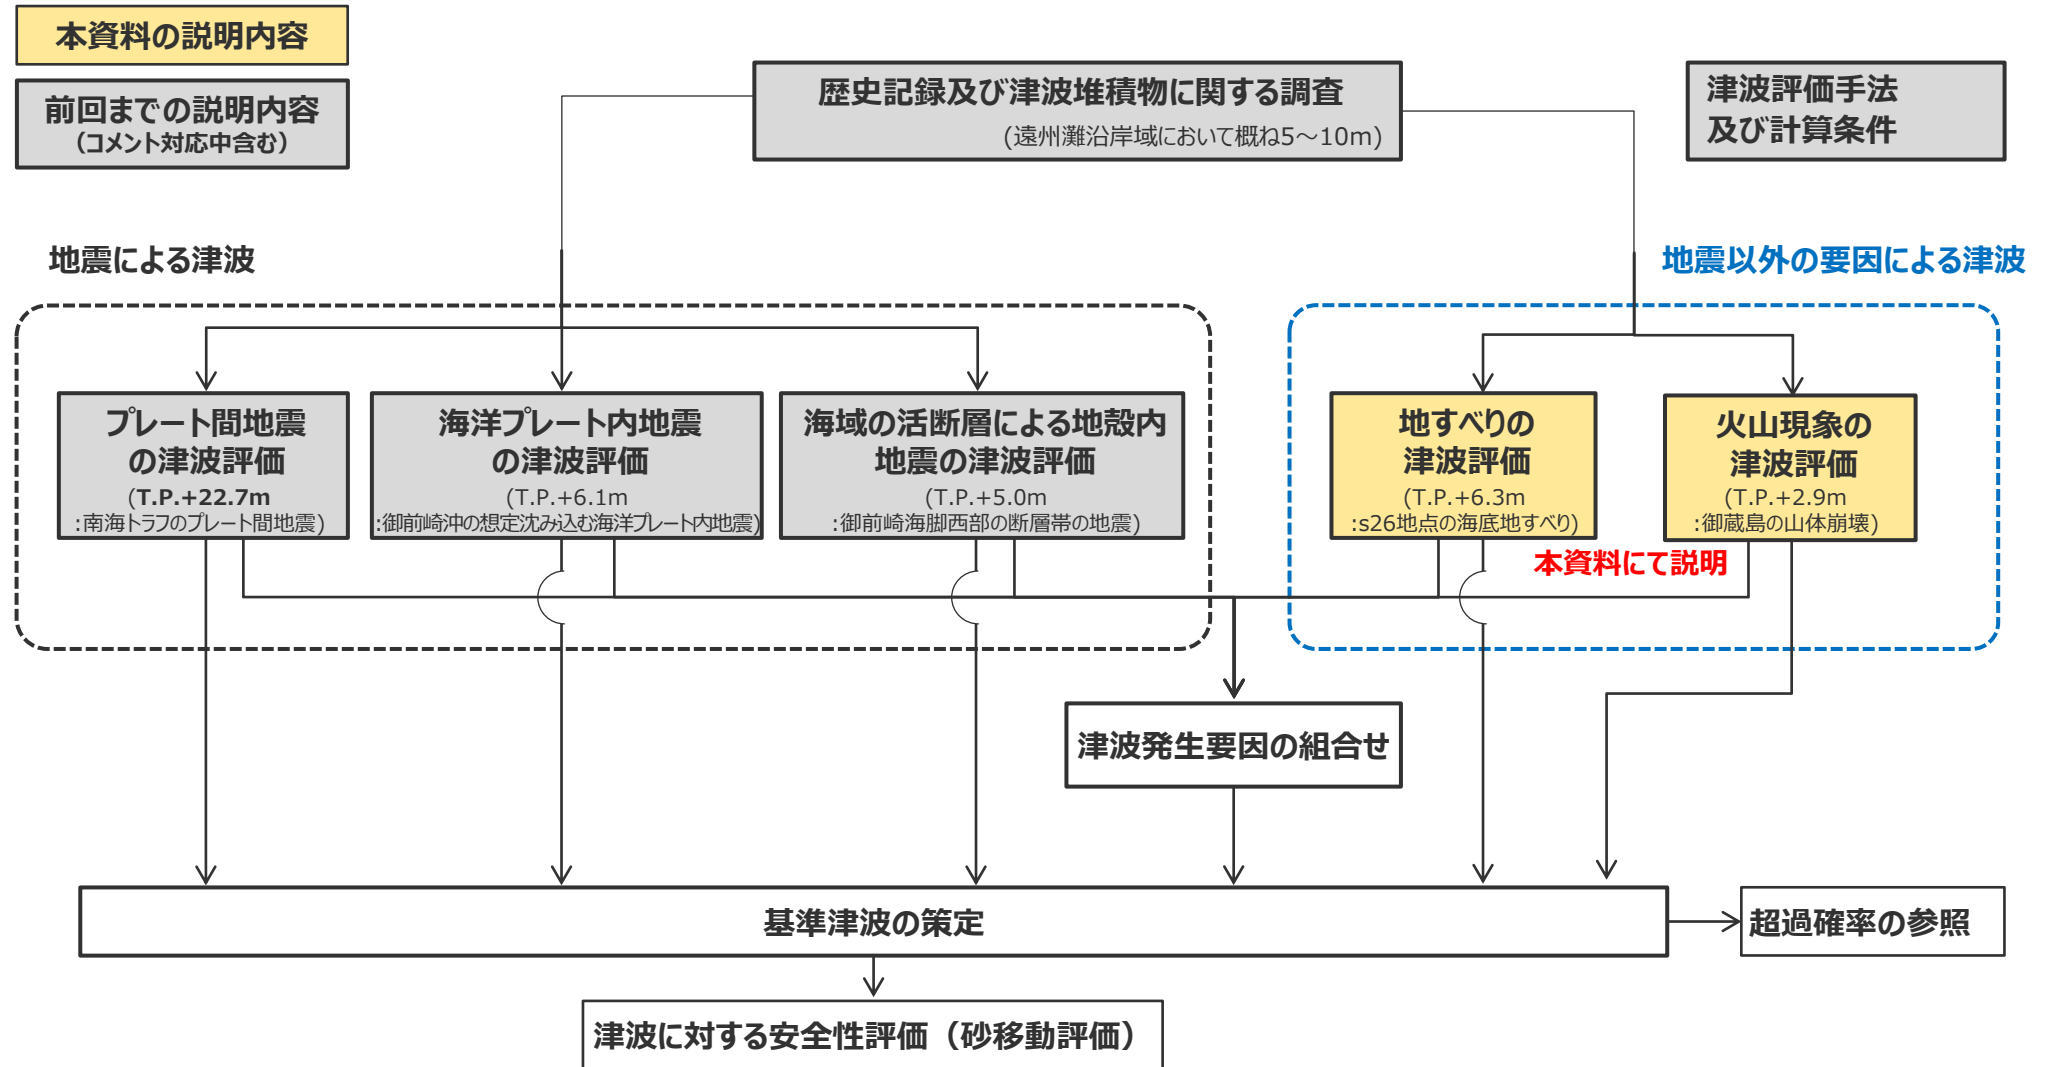 本資料の説明内容
前回までの説明内容
（コメント対応中含む）
歴史記録及び津波堆積物に関する調査
(遠州灘沿岸域において概ね5～10m)
津波評価手法
及び計算条件
地震による津波
地震以外の要因による津波
プレート間地震
の津波評価
(T.P.+22.7m
:南海トラフのプレート間地震)
海洋プレート内地震
の津波評価
(T.P.+6.1m
:御前崎沖の想定沈み込む海洋プレート内地震)
海域の活断層による地殻内
地震の津波評価
(T.P.+5.0m
:御前崎海脚西部の断層帯の地震)
地すべりの
津波評価
(T.P.+6.3m
:s26地点の海底地すべり)
火山現象の
津波評価
(T.P.+2.9m
:御蔵島の山体崩壊)
本資料にて説明
津波発生要因の組合せ
基準津波の策定
超過確率の参照
津波に対する安全性評価（砂移動評価）